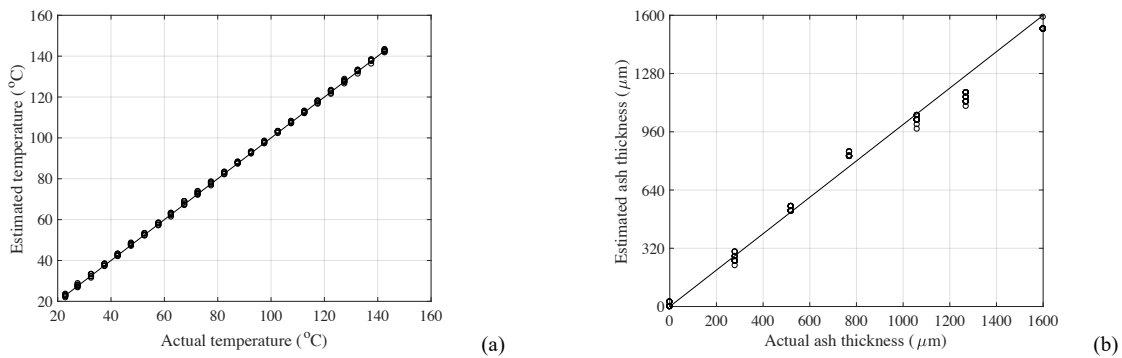 160
140
120
100
80
60
40
20
20 40 60 80 100 120 140 160
Estimated temperature (°C)
Actual temperature (°C)
(a)
1600
1280
960
640
320
0
0 200 400 600 800 1000 1200 1400 1600
Estimated ash thickness (μm)
Actual ash thickness (μm)
(b)